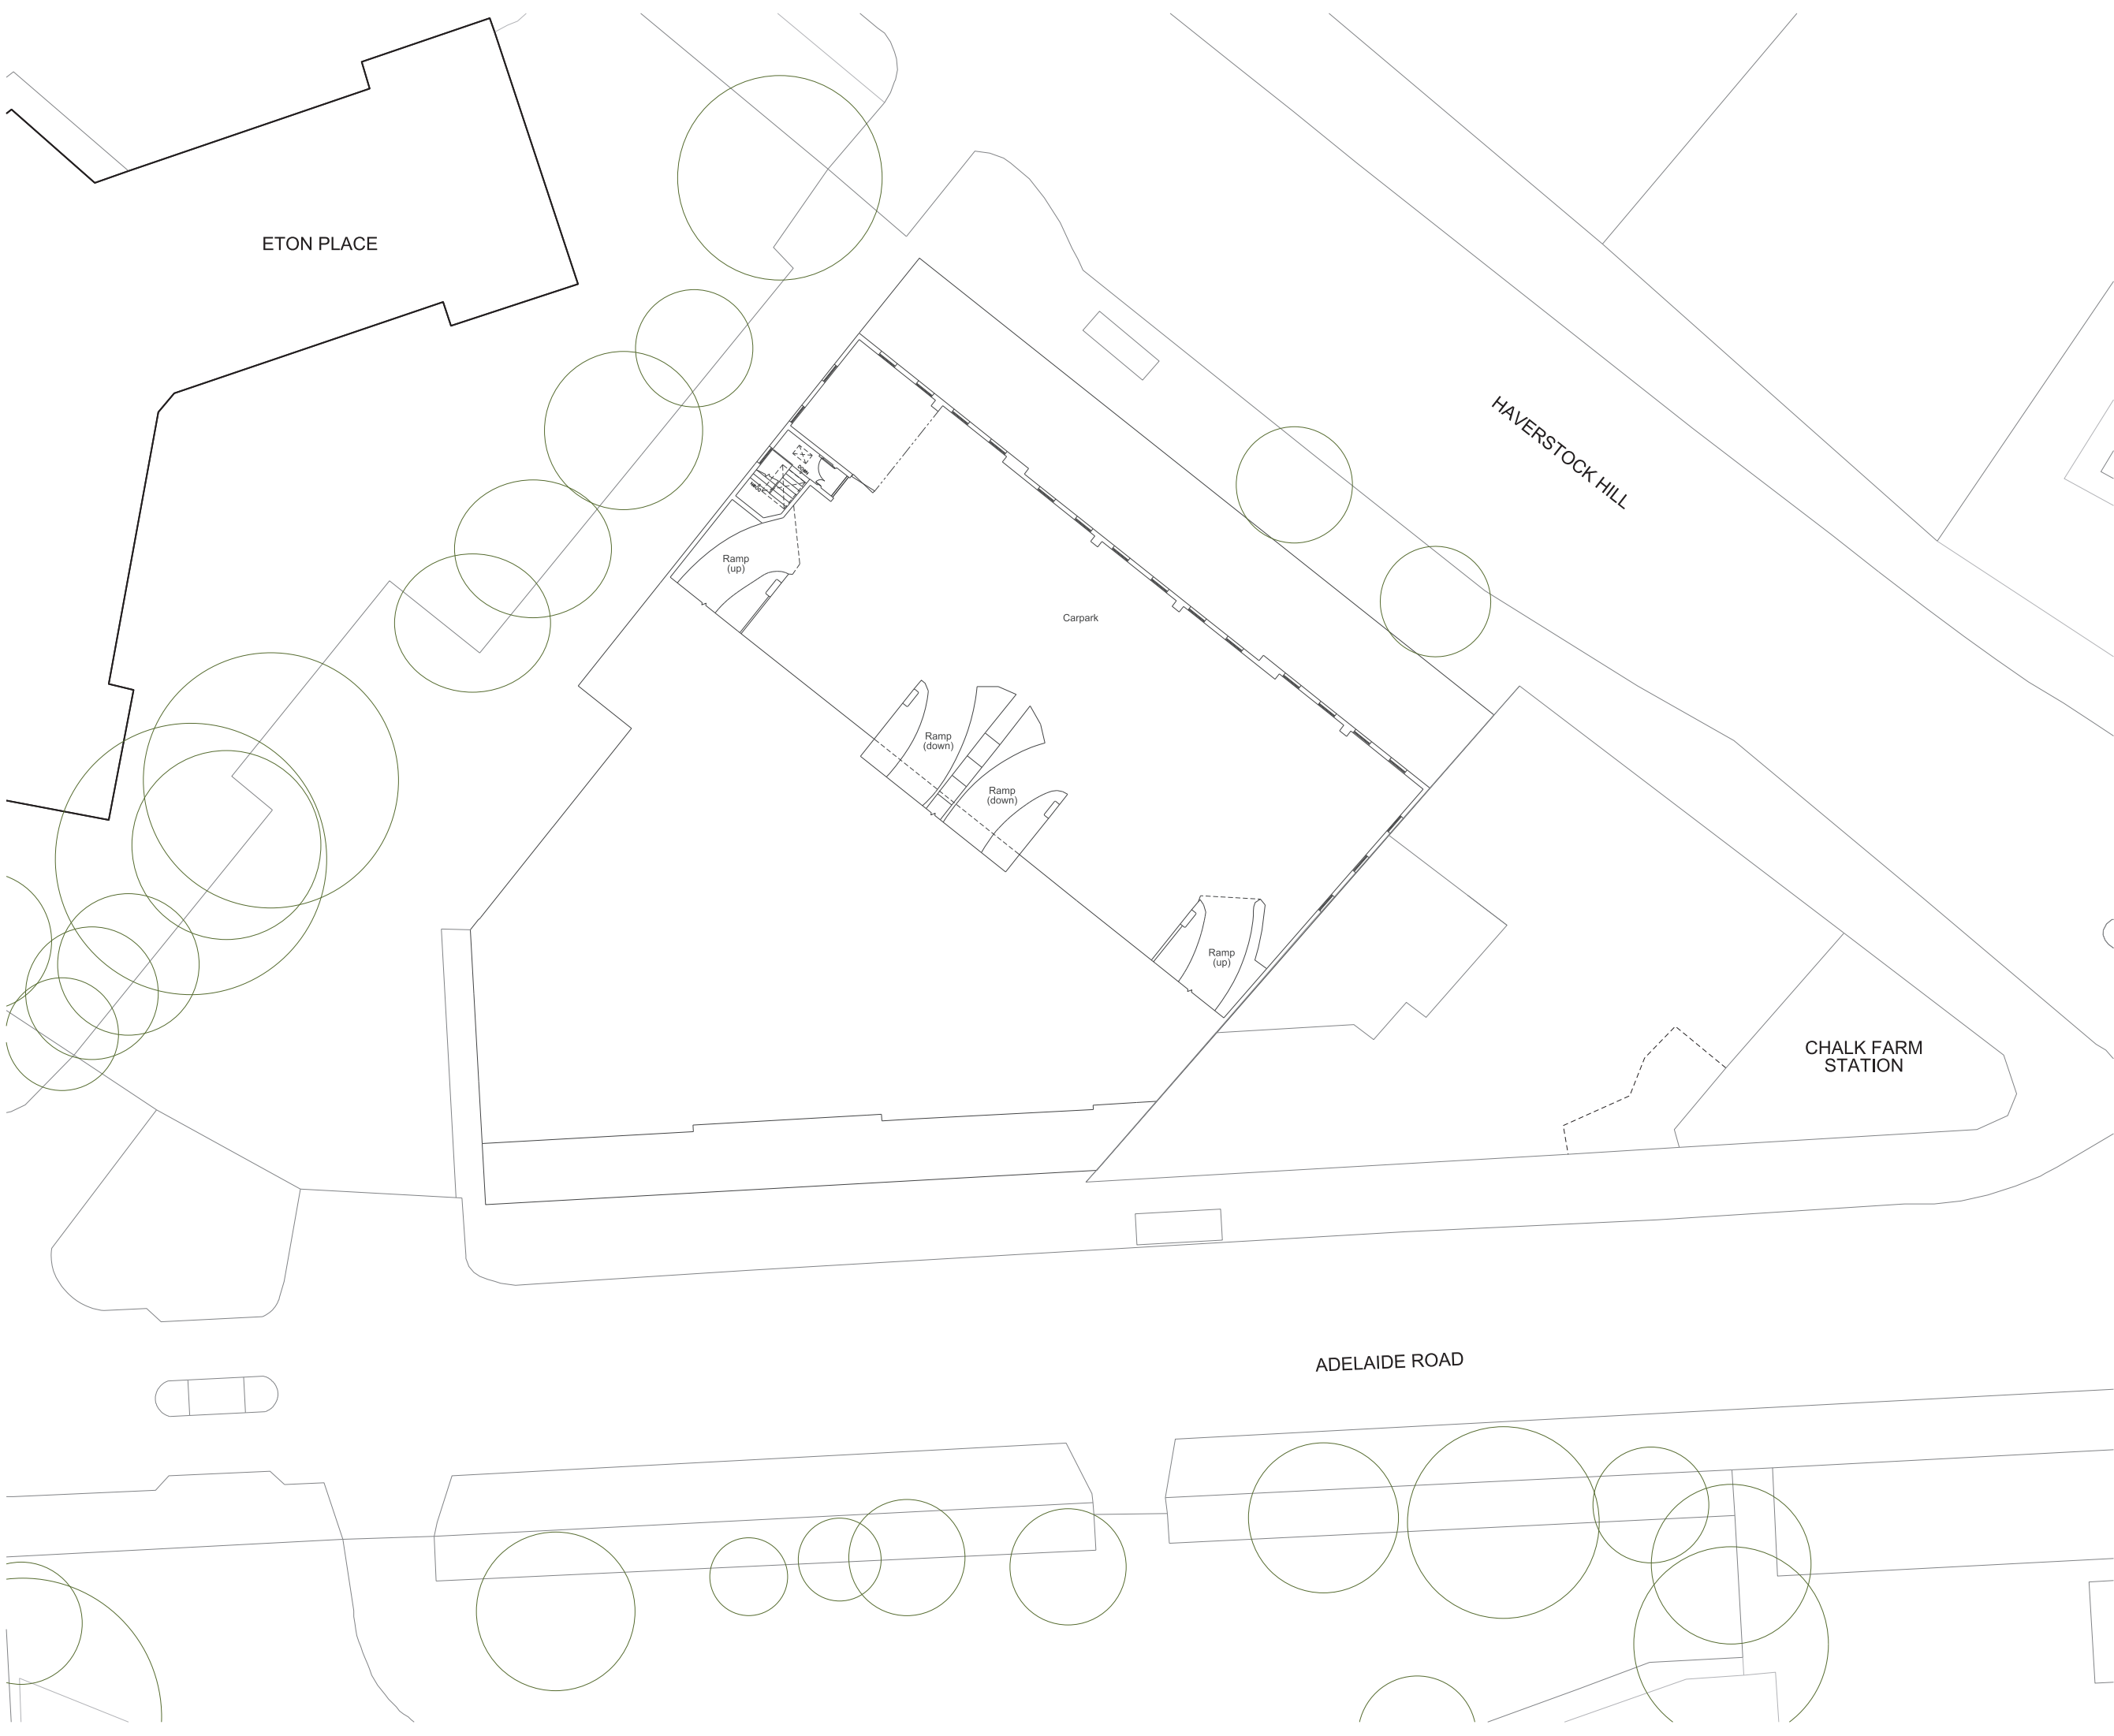 ETON PLACE
HAVERSTOCK HILL
Ramp
(up)
Carpark
Ramp
(down)
Ramp
(down)
Ramp
(up)
CHALK FARM
STATION
ADELAIDE ROAD